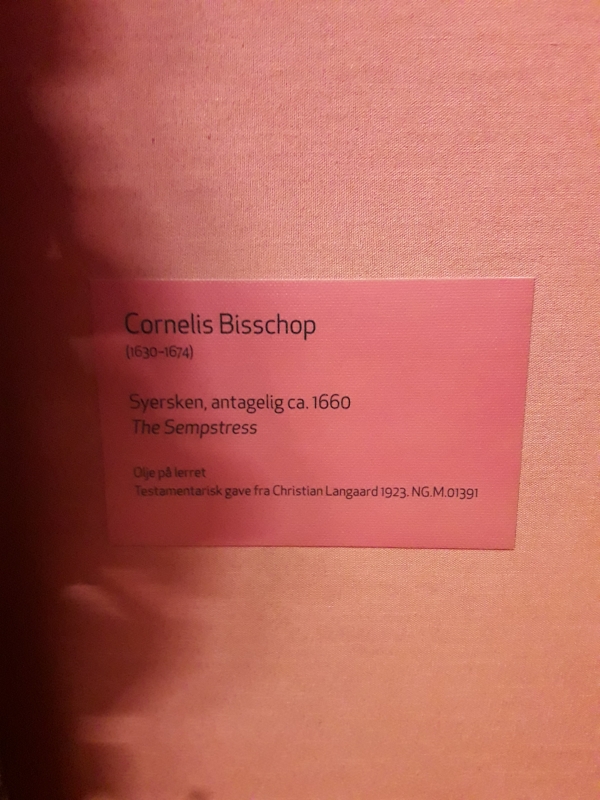 Cornelis Bisschop
(1630–1674)
Syersken, antagelig ca. 1660
The Sempstress
Olje på lerret
Testamentarisk gave fra Christian Langaard 1923. NG.M.01391